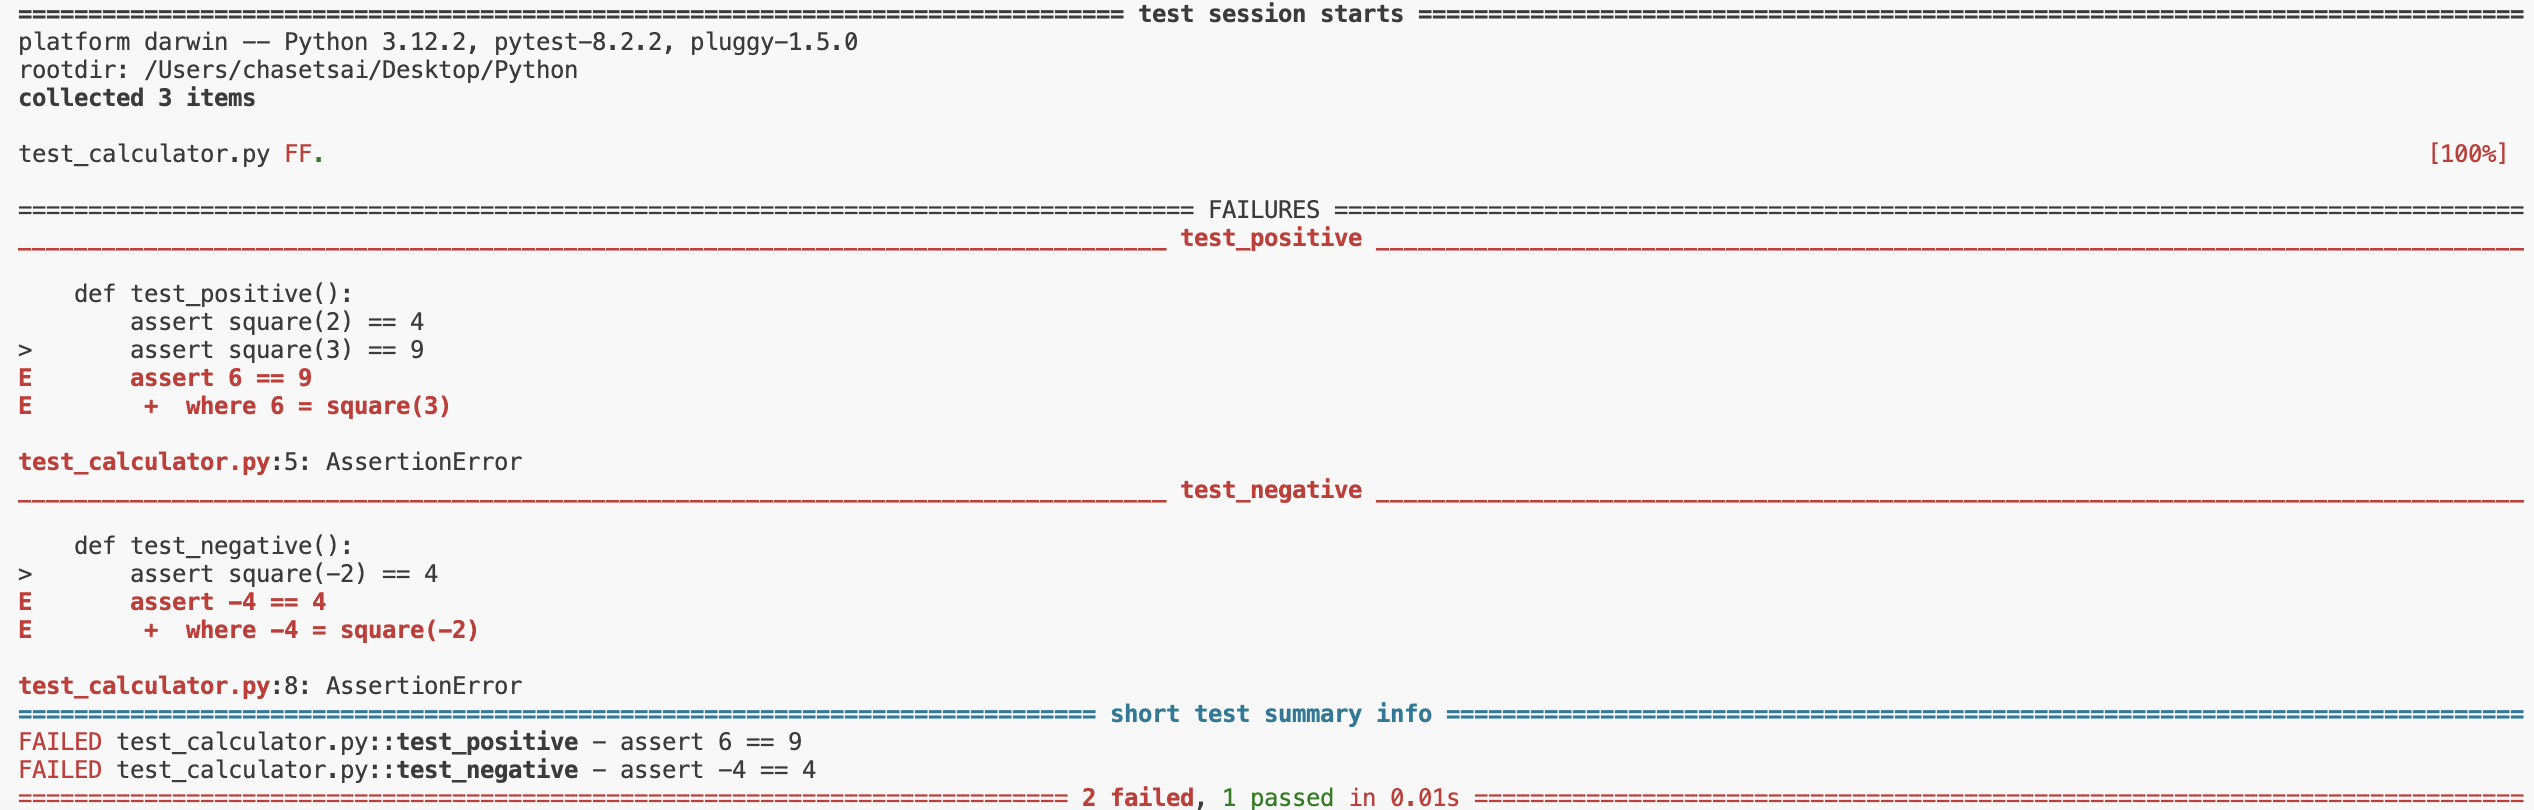 =============================================================================== test session starts ===============================================================================
platform darwin -- Python 3.12.2, pytest-8.2.2, pluggy-1.5.0
rootdir: /Users/chasetsai/Desktop/Python
collected 3 items

test_calculator.py FF. [100%]

==================================================================================== FAILURES =====================================================================================
__________________________________________________________________________________ test_positive __________________________________________________________________________________

    def test_positive():
        assert square(2) == 4
>       assert square(3) == 9
E       assert 6 == 9
E        +  where 6 = square(3)

test_calculator.py:5: AssertionError
__________________________________________________________________________________ test_negative __________________________________________________________________________________

    def test_negative():
>       assert square(-2) == 4
E       assert -4 == 4
E        +  where -4 = square(-2)

test_calculator.py:8: AssertionError
============================================================================= short test summary info =============================================================================
FAILED test_calculator.py::test_positive - assert 6 == 9
FAILED test_calculator.py::test_negative - assert -4 == 4
=========================================================================== 2 failed, 1 passed in 0.01s ===========================================================================